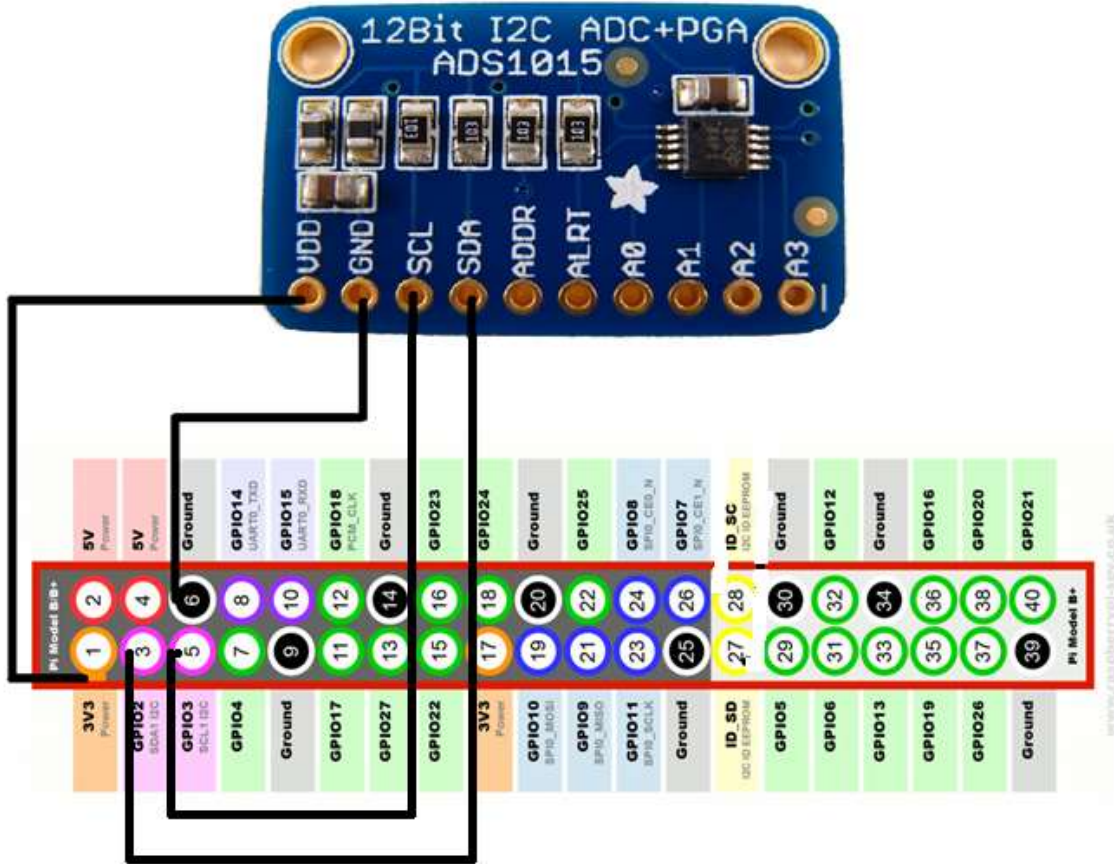 12Bit I2C ADC+PGA
ADS1015
103
103
103
103
VDD
GND
SCL
SDA
ADDR
ALRT
A0
A1
A2
A3
5V
Power
5V
Power
Ground
GPIO14
UART0_TXD
GPIO15
UART0_RXD
GPIO18
PCM_CLK
Ground
GPIO23
GPIO24
Ground
GPIO25
GPIO8
SPI0_CE0_N
GPIO7
SPI0_CE1_N
ID_SC
I2C ID EEPROM
Ground
GPIO12
Ground
GPIO16
GPIO20
GPIO21
Pi Model B/B+
2 4 6 8 10 12 14 16 18 20 22 24 26 28 30 32 34 36 38 40
1 3 5 7 9 11 13 15 17 19 21 23 25 27 29 31 33 35 37 39
Pi Model B+
3V3
Power
GPIO2
SDA1 I2C
GPIO3
SCL1 I2C
GPIO4
Ground
GPIO17
GPIO27
GPIO22
3V3
Power
GPIO10
SPI0_MOSI
GPIO9
SPI0_MISO
GPIO11
SPI0_SCLK
Ground
ID_SD
I2C ID EEPROM
GPIO5
GPIO6
GPIO13
GPIO19
GPIO26
Ground